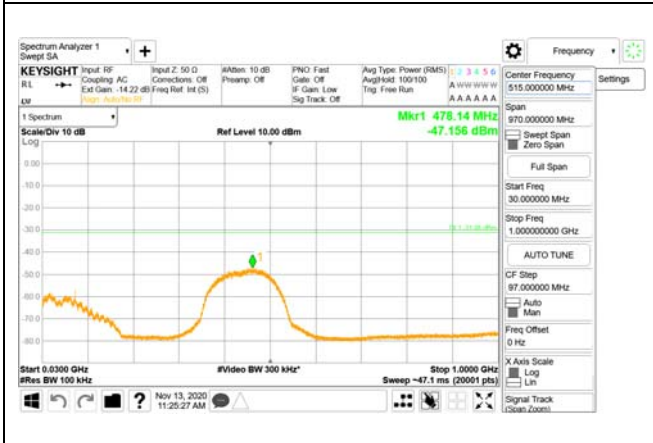 Spectrum Analyzer 1
Swept SA
+
Frequency
KEYSIGHT
RL
Input: RF
Coupling: AC
Ext Gain: -14.22 dB
Align: Auto/No RF
Input Z: 50 Ω
Corrections: Off
Freq Ref: Int (S)
#Atten: 10 dB
Preamp: Off
PNO: Fast
Gate: Off
IF Gain: Low
Sig Track: Off
Avg Type: Power (RMS)
Avg|Hold: 100/100
Trig: Free Run
1 2 3 4 5 6
A W W W W W
A A A A A A
1 Spectrum
Scale/Div 10 dB
Log
Ref Level 10.00 dBm
Mkr1 478.14 MHz
-47.156 dBm
0.00
-10.0
-20.0
-30.0
-40.0
-50.0
-60.0
-70.0
-80.0
1
Start 0.0300 GHz
#Res BW 100 kHz
#Video BW 300 kHz*
Stop 1.0000 GHz
Sweep ~47.1 ms (20001 pts)
Nov 13, 2020
11:25:27 AM
?
Center Frequency
515.000000 MHz
Settings
Span
970.000000 MHz
Swept Span
Zero Span
Full Span
Start Freq
30.000000 MHz
Stop Freq
1.000000000 GHz
AUTO TUNE
CF Step
97.000000 MHz
Auto
Man
Freq Offset
0 Hz
X Axis Scale
Log
Lin
Signal Track
(Span Zoom)